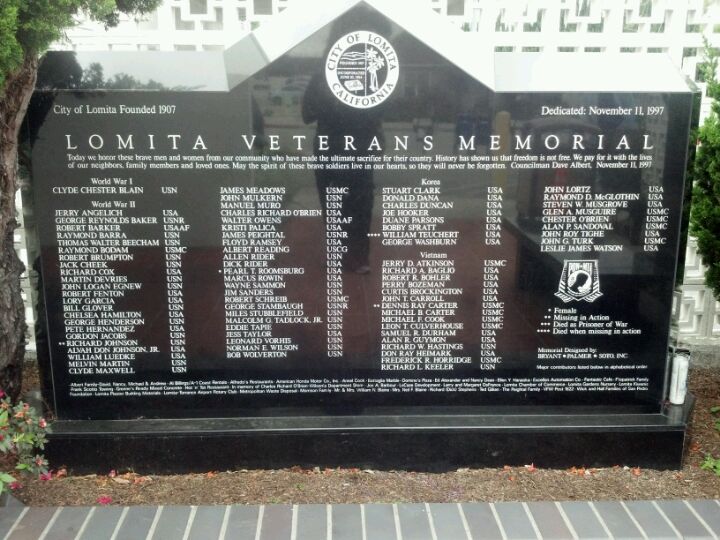 CITY OF LOMITA
CALIFORNIA
City of Lomita Founded 1907
Dedicated: November 11, 1997
LOMITA VETERANS MEMORIAL
Today we honor these brave men and women from our community who have made the ultimate sacrifice for their country. History has shown us that freedom is not free. We pay for it with the lives
of our neighbors, family members and loved ones. May the spirit of these brave soldiers live in our hearts, so they will never be forgotten. Councilman Dave Albert, November 11, 1997
World War I
CLYDE CHESTER BLAIN USN
World War II
JERRY ANGELICH USA
GEORGE REYNOLDS BAKER USNR
ROBERT BARKER USAAF
RAYMOND BARRA USN
THOMAS WALTER BEECHAM USN
RAYMOND BODAM USMC
ROBERT BRUMPTON USN
JACK CHEEK USN
RICHARD COX USA
MARTIN DEVRIES USA
JOHN LOGAN EGNEW USN
ROBERT FENTON USN
LORY GARCIA USA
BILL GLOVER USN
CHELSEA HAMILTON USN
GEORGE HENDERSON USN
PETE HERNANDEZ USA
GORDON JACOBS USN
** RICHARD JOHNSON USN
ALVAH DON JOHNSON, JR. USA
WILLIAM LUEDKE USA
MELVIN MARTIN USN
CLYDE MAXWELL USN
JAMES MEADOWS USMC
JOHN MULKERN USN
MANUEL MURO USN
CHARLES RICHARD O'BRIEN USA
WALTER OWENS USAAF
KRISTI PALICA USA
JAMES PEIGHTAL USNR
FLOYD RAMSEY USA
ALBERT READING USCG
ALLEN RIDER USN
DICK RIDER USN
* PEARL T ROOMSBURG USA
MARCUS ROWIN USA
WAYNE SAMMON USN
JIM SANDERS USN
ROBERT SCHREIB USMC
GEORGE STAMBAUGH USNR
MILES STUBBLEFIELD USN
MALCOLM G. TADLOCK, JR. USN
EDDIE TAPIE USN
JESS TAYLOR USA
LEONARD VORHIS USN
NORMAN E. WILSON USN
BOB WOLVERTON USN
Korea
STUART CLARK USA
DONALD DANA USA
CHARLES DUNCAN USA
JOE HOOKER USA
DUANE PARSONS USA
BOBBY SPRATT USA
**** WILLIAM TEUCHERT USA
GEORGE WASHBURN USA
Vietnam
JERRY D. ATKINSON USMC
RICHARD A. BAGLIO USA
ROBERT R. BOHLER USA
PERRY BOZEMAN USA
CURTIS BROCKINGTON USA
JOHN T. CARROLL USA
** DENNIS RAY CARTER USMC
MICHAEL B. CARTER USMC
MICHAEL F. COOK USMC
LEON T. CULVERHOUSE USMC
SAMUEL R. DURHAM USA
ALAN R. GUYMON USA
RICHARD W. HASTINGS USN
DON RAY HEIMARK USA
FREDERICK R. HORRIDGE USMC
RICHARD L. KEELER USN
JOHN LORTZ USA
RAYMOND D. McGLOTHIN USA
STEVEN W. MUSGROVE USA
GLEN A. MUSGUIRE USMC
CHESTER O'BRIEN USMC
ALAN P. SANDOVAL USMC
JOHN ROY TIGHE USA
JOHN G. TURK USMC
LESLIE JAMES WATSON USA
POW MIA
* Female
** Missing in Action
*** Died as Prisoner of War
**** Died when missing in action
Memorial Designed by:
BRYANT PALMER SOTO, INC
Major contributors listed below in alphabetical order